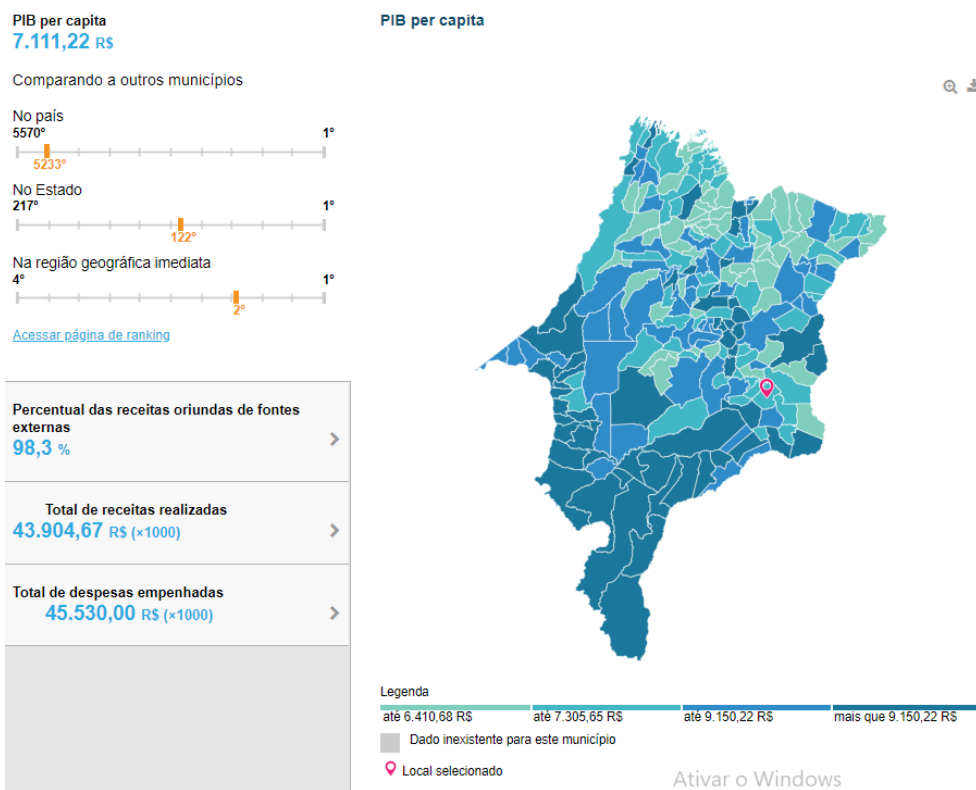 PIB per capita
7.111,22 R$
Comparando a outros municípios
No país
5570° 1°
5233°
No Estado
217° 1°
122°
Na região geográfica imediata
4° 1°
2°
Acessar página de ranking
Percentual das receitas oriundas de fontes
externas
98,3 %
Total de receitas realizadas
43.904,67 R$ (×1000)
Total de despesas empenhadas
45.530,00 R$ (×1000)
PIB per capita
Legenda
até 6.410,68 R$ até 7.305,65 R$ até 9.150,22 R$ mais que 9.150,22 R$
Dado inexistente para este município
Local selecionado
Ativar o Windows